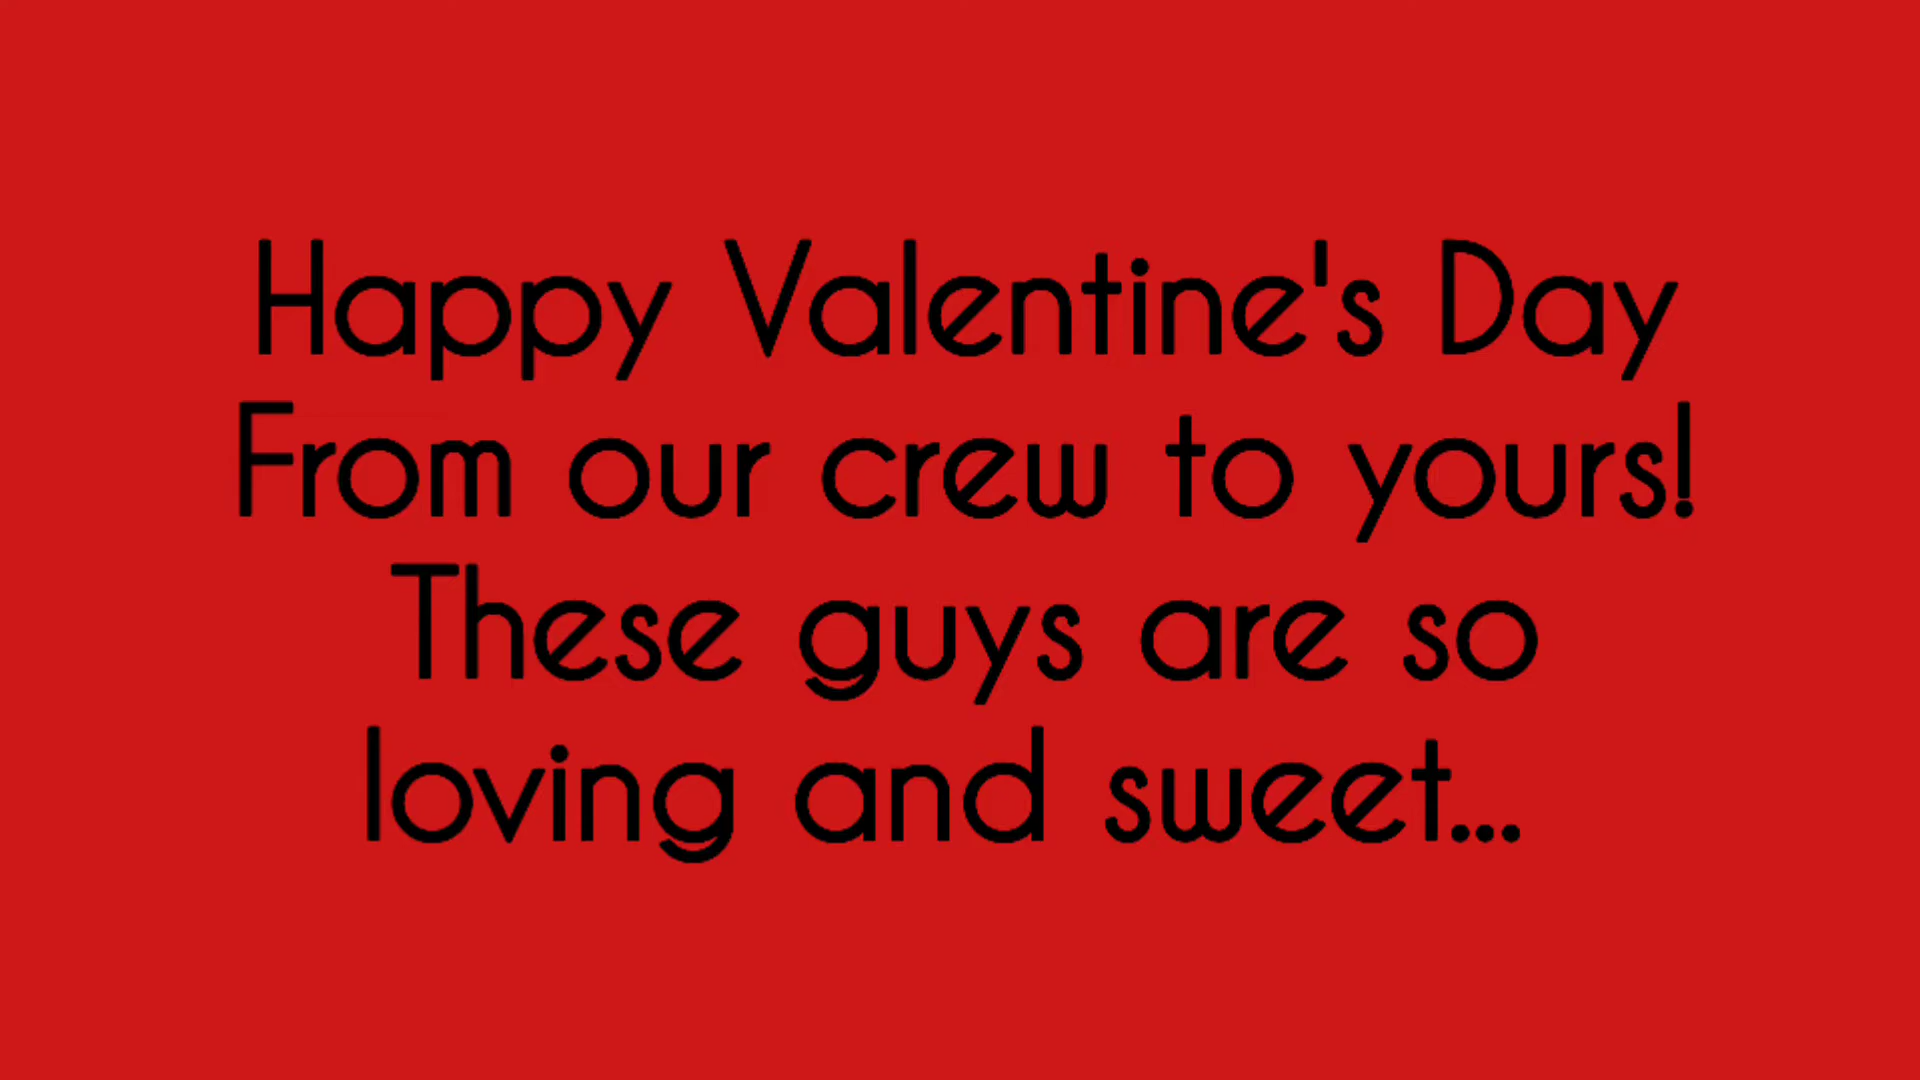 Happy Valentine's Day
From our crew to yours!
These guys are so
loving and sweet...